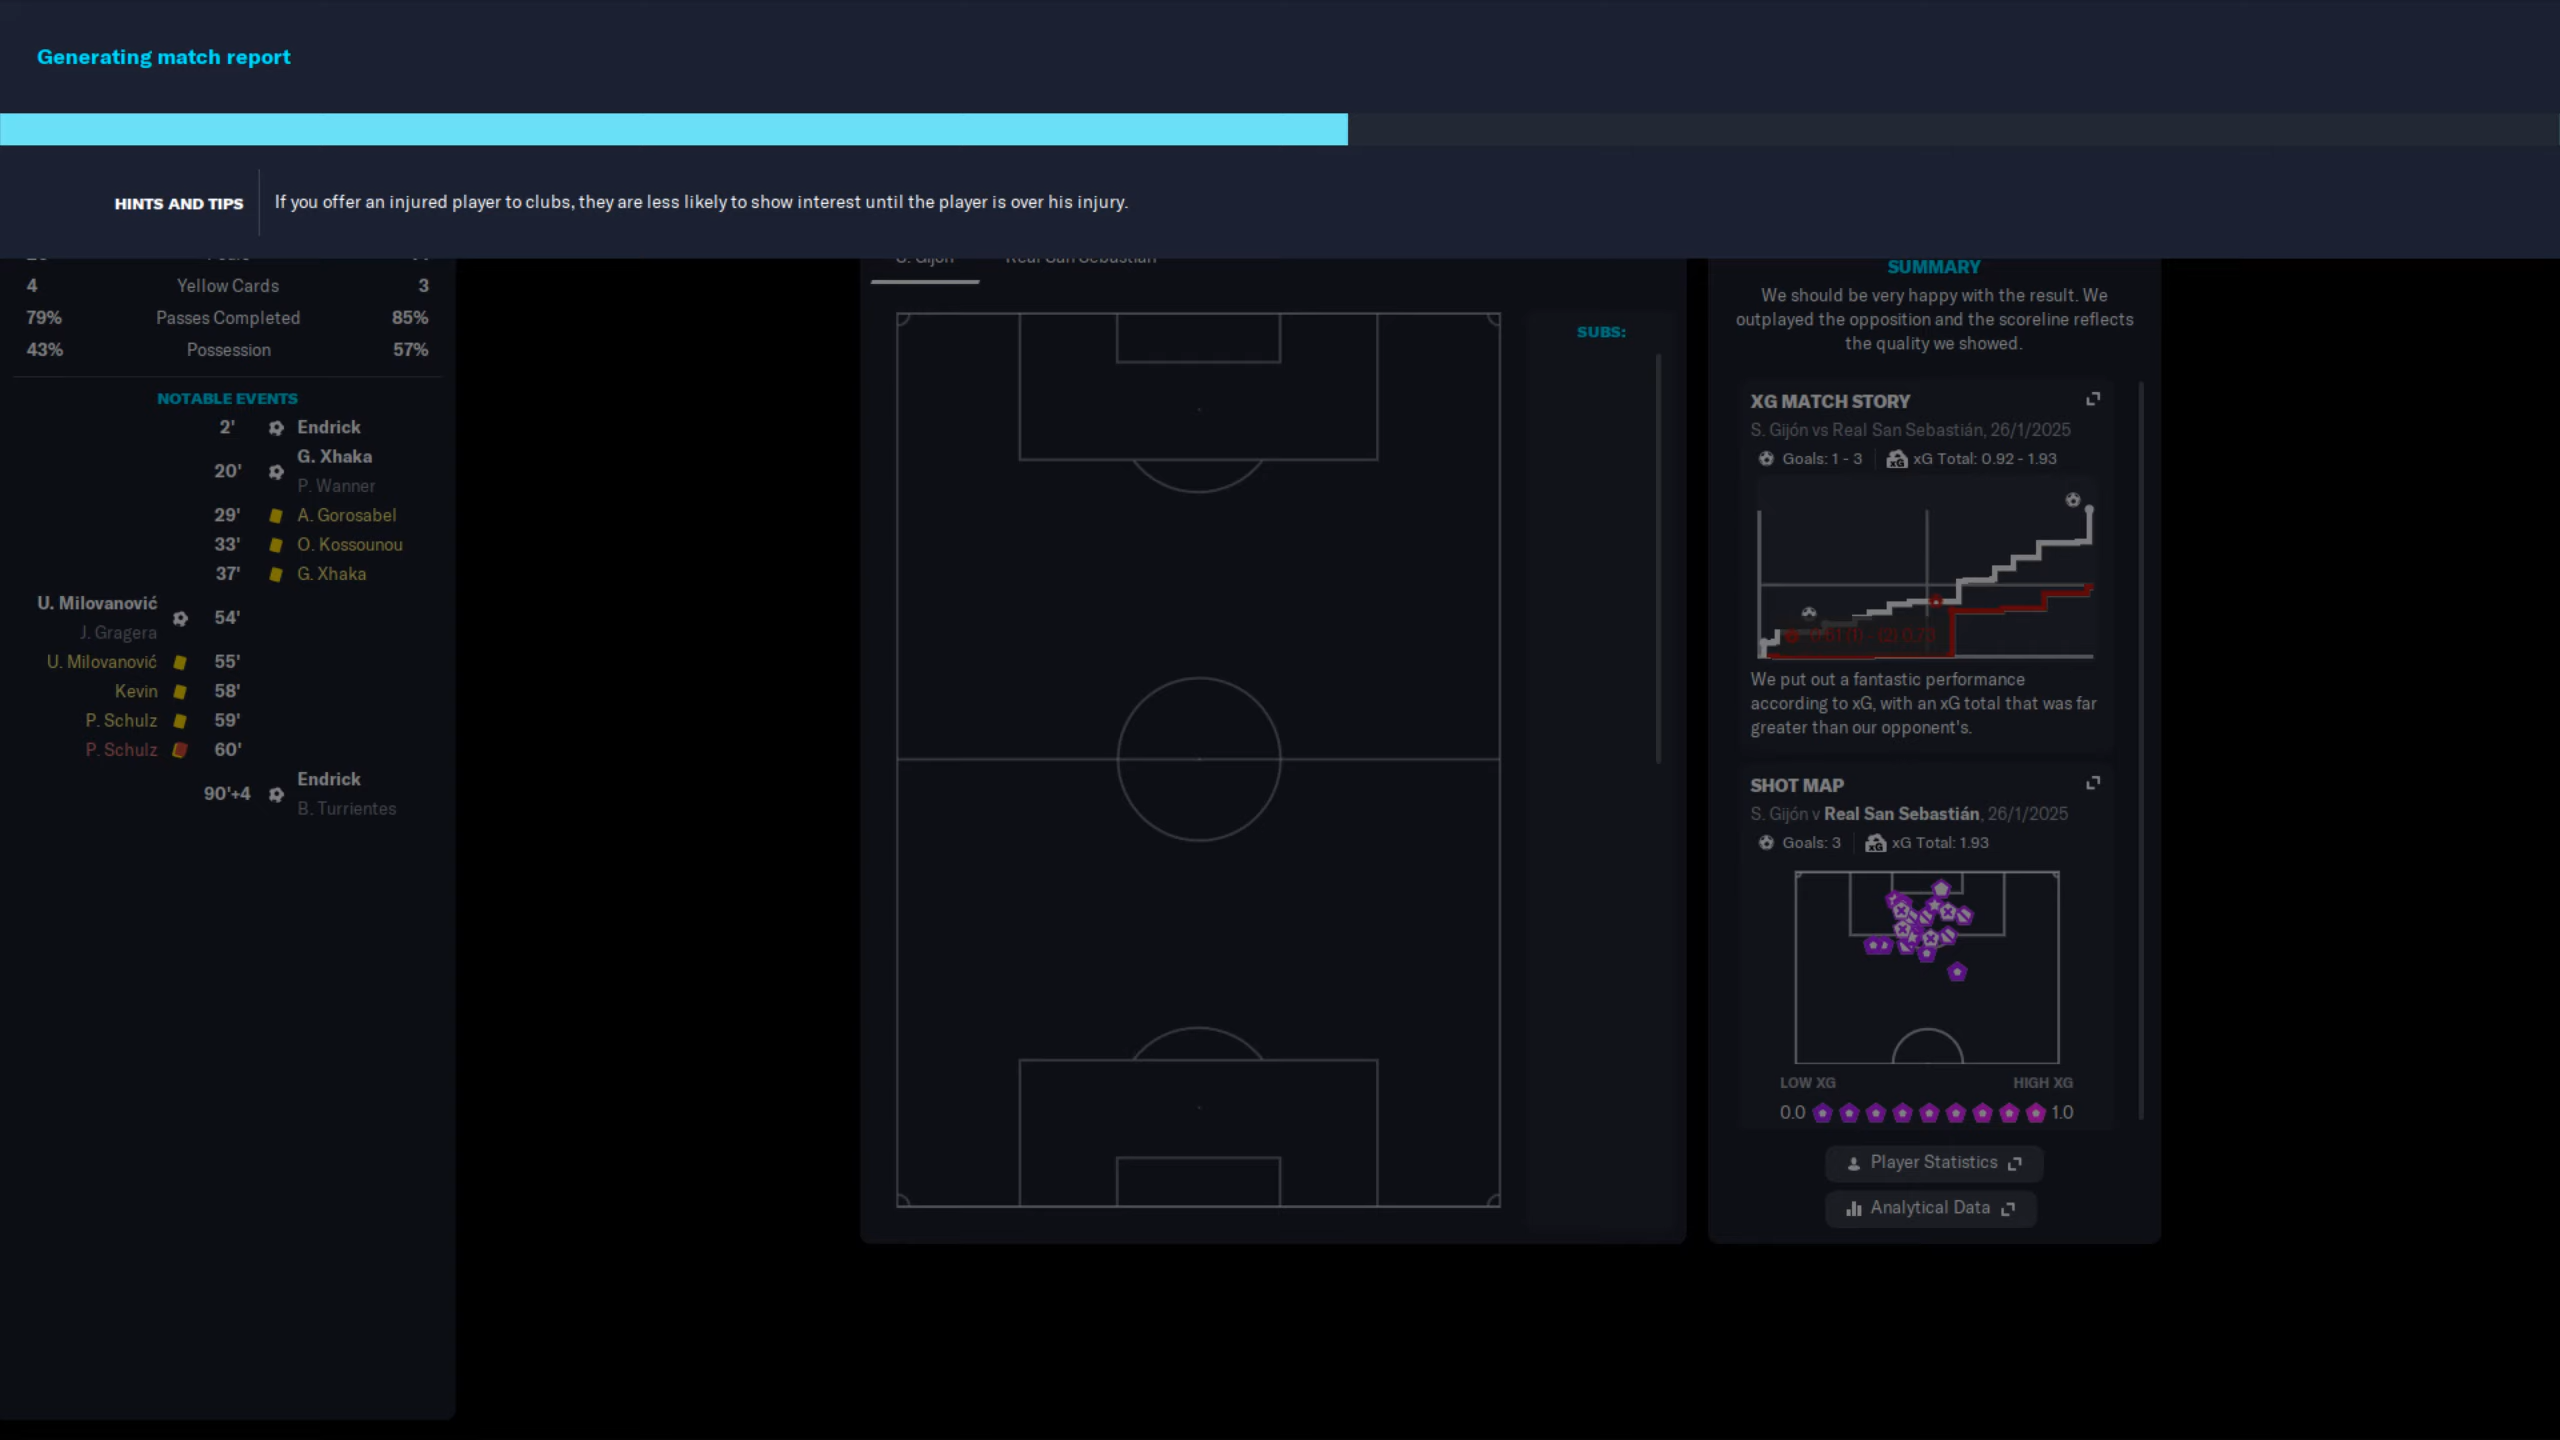 Generating match report
HINTS AND TIPS
If you offer an injured player to clubs, they are less likely to show interest until the player is over his injury.
4 Yellow Cards 3
79% Passes Completed 85%
43% Possession 57%
NOTABLE EVENTS
2' Endrick
20' G. Xhaka
P. Wanner
29' A. Gorosabel
33' O. Kossounou
37' G. Xhaka
U. Milovanović 54'
J. Gragera
U. Milovanović 55'
Kevin 58'
P. Schulz 59'
P. Schulz 60'
90'+4 Endrick
B. Turrientes
S. Gijón Real San Sebastián
SUBS:
SUMMARY
We should be very happy with the result. We
outplayed the opposition and the scoreline reflects
the quality we showed.
XG MATCH STORY
S. Gijón vs Real San Sebastián, 26/1/2025
Goals: 1 - 3 xG Total: 0.92 - 1.93
We put out a fantastic performance
according to xG, with an xG total that was far
greater than our opponent's.
SHOT MAP
S. Gijón v Real San Sebastián, 26/1/2025
Goals: 3 xG Total: 1.93
LOW XG HIGH XG
0.0 1.0
Player Statistics
Analytical Data